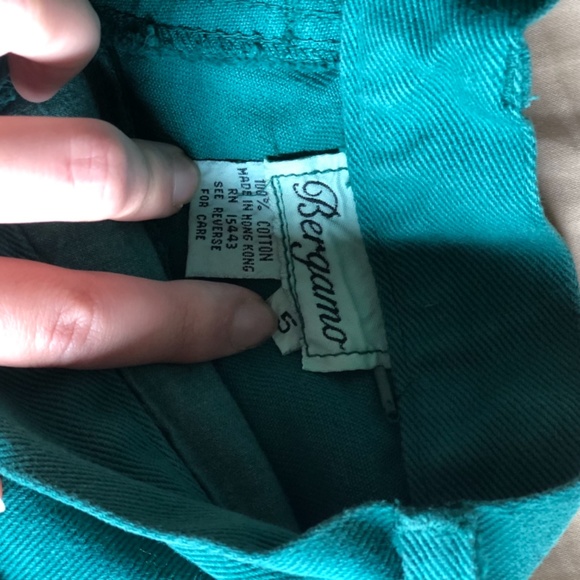 Bergamo
5
100% COTTON
MADE IN HONG KONG
RN 15443
SEE REVERSE
FOR CARE